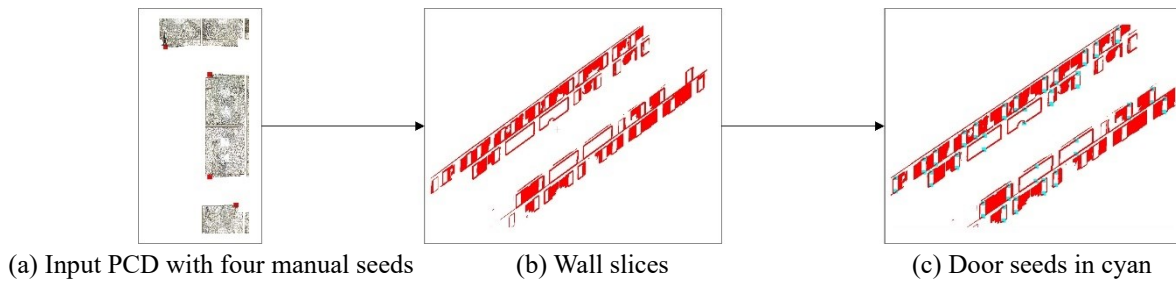 (a) Input PCD with four manual seeds
(b) Wall slices
(c) Door seeds in cyan